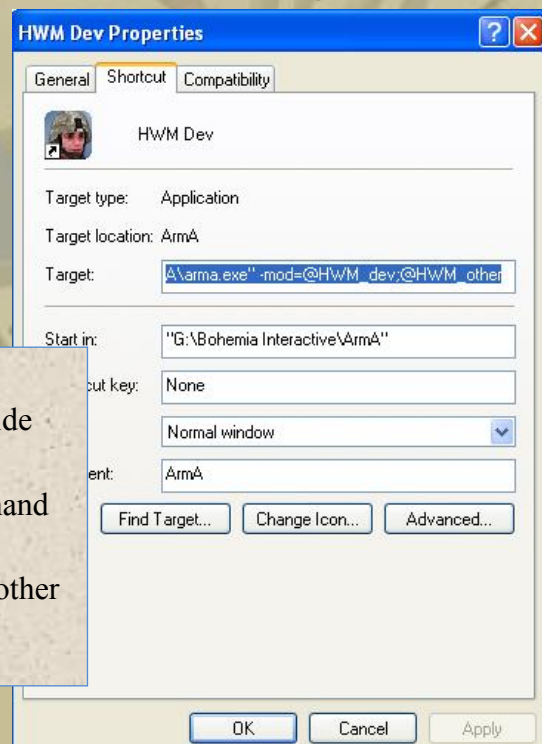 HWM Dev Properties
General Shortcut Compatibility
HWM Dev
Target type: Application
Target location: ArmA
Target: A\arma.exe" -mod=@HWM_dev;@HWM_other
Start in: "G:\Bohemia Interactive\ArmA"
cut key: None
Normal window
ent: ArmA
Find Target... Change Icon... Advanced...
OK Cancel Apply
de
and
other